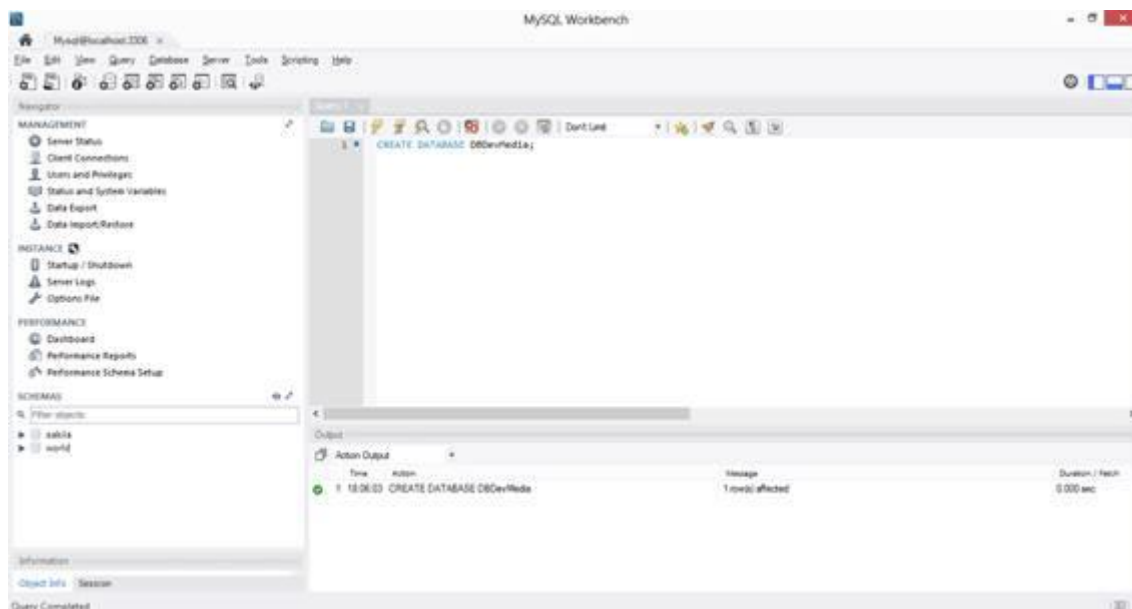 MySQL Workbench
Mysql@localhost:3306 ×
File Edit View Query Database Server Tools Scripting Help
Navigator
MANAGEMENT
Server Status
Client Connections
Users and Privileges
Status and System Variables
Data Export
Data Import/Restore
INSTANCE
Startup / Shutdown
Server Logs
Options File
PERFORMANCE
Dashboard
Performance Reports
Performance Schema Setup
SCHEMAS
Filter objects
sakila
world
Information
Object Info Session
Query Completed
Don't Limit
1 CREATE DATABASE DBDevMedia;
Output
Action Output
Time Action Message Duration / Fetch
1 18:06:03 CREATE DATABASE DBDevMedia 1 row(s) affected 0.000 sec